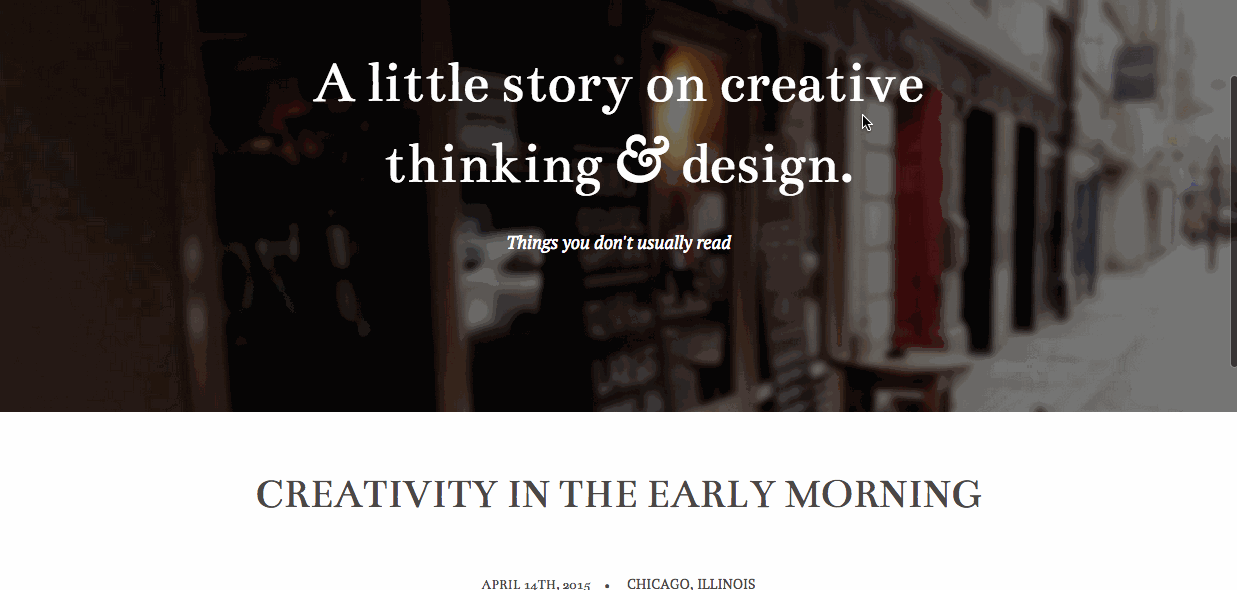 A little story on creative
thinking & design.
Things you don't usually read
CREATIVITY IN THE EARLY MORNING
APRIL 14TH, 2015 • CHICAGO, ILLINOIS